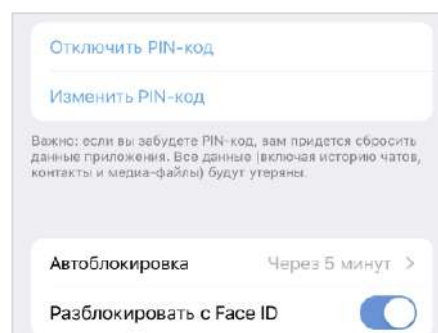 Отключить PIN-код
Изменить PIN-код
Важно: если вы забудете PIN-код, вам придется сбросить
данные приложения. Все данные (включая историю чатов,
контакты и медиа-файлы) будут утеряны.
Автоблокировка Через 5 минут >
Разблокировать с Face ID